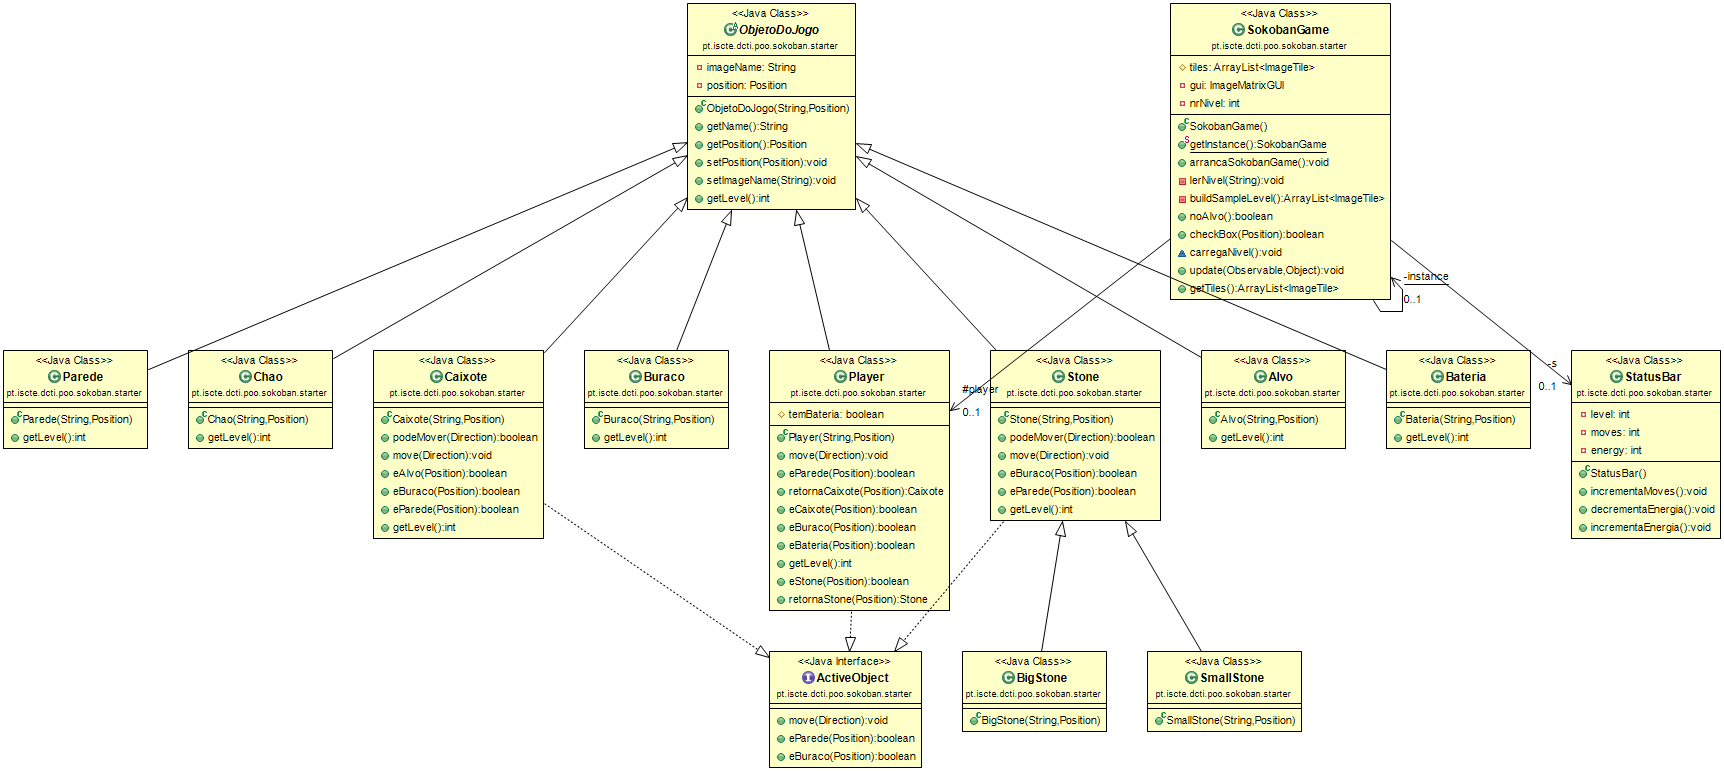 <<Java Class>>
ObjetoDoJogo
pt.iscte.dcti.poo.sokoban.starter
imageName: String
position: Position
ObjetoDoJogo(String,Position)
getName():String
getPosition():Position
setPosition(Position):void
setImageName(String):void
getLevel():int
<<Java Class>>
SokobanGame
pt.iscte.dcti.poo.sokoban.starter
tiles: ArrayList<ImageTile>
gui: ImageMatrixGUI
nrNivel: int
SokobanGame()
getInstance():SokobanGame
arrancaSokobanGame():void
lerNivel(String):void
buildSampleLevel():ArrayList<ImageTile>
noAlvo():boolean
checkBox(Position):boolean
carregaNivel():void
update(Observable,Object):void
getTiles():ArrayList<ImageTile>
-instance
0..1
<<Java Class>>
Parede
pt.iscte.dcti.poo.sokoban.starter
Parede(String,Position)
getLevel():int
<<Java Class>>
Chao
pt.iscte.dcti.poo.sokoban.starter
Chao(String,Position)
getLevel():int
<<Java Class>>
Caixote
pt.iscte.dcti.poo.sokoban.starter
Caixote(String,Position)
podeMover(Direction):boolean
move(Direction):void
eAlvo(Position):boolean
eBuraco(Position):boolean
eParede(Position):boolean
getLevel():int
<<Java Class>>
Buraco
pt.iscte.dcti.poo.sokoban.starter
Buraco(String,Position)
getLevel():int
<<Java Class>>
Player
pt.iscte.dcti.poo.sokoban.starter
temBateria: boolean
Player(String,Position)
move(Direction):void
eParede(Position):boolean
retornaCaixote(Position):Caixote
eCaixote(Position):boolean
eBuraco(Position):boolean
eBateria(Position):boolean
getLevel():int
eStone(Position):boolean
retornaStone(Position):Stone
#player
0..1
<<Java Class>>
Stone
pt.iscte.dcti.poo.sokoban.starter
Stone(String,Position)
podeMover(Direction):boolean
move(Direction):void
eBuraco(Position):boolean
eParede(Position):boolean
getLevel():int
<<Java Class>>
Alvo
pt.iscte.dcti.poo.sokoban.starter
Alvo(String,Position)
getLevel():int
<<Java Class>>
Bateria
pt.iscte.dcti.poo.sokoban.starter
Bateria(String,Position)
getLevel():int
-s
0..1
<<Java Class>>
StatusBar
pt.iscte.dcti.poo.sokoban.starter
level: int
moves: int
energy: int
StatusBar()
incrementaMoves():void
decrementaEnergia():void
incrementaEnergia():void
<<Java Interface>>
ActiveObject
pt.iscte.dcti.poo.sokoban.starter
move(Direction):void
eParede(Position):boolean
eBuraco(Position):boolean
<<Java Class>>
BigStone
pt.iscte.dcti.poo.sokoban.starter
BigStone(String,Position)
<<Java Class>>
SmallStone
pt.iscte.dcti.poo.sokoban.starter
SmallStone(String,Position)